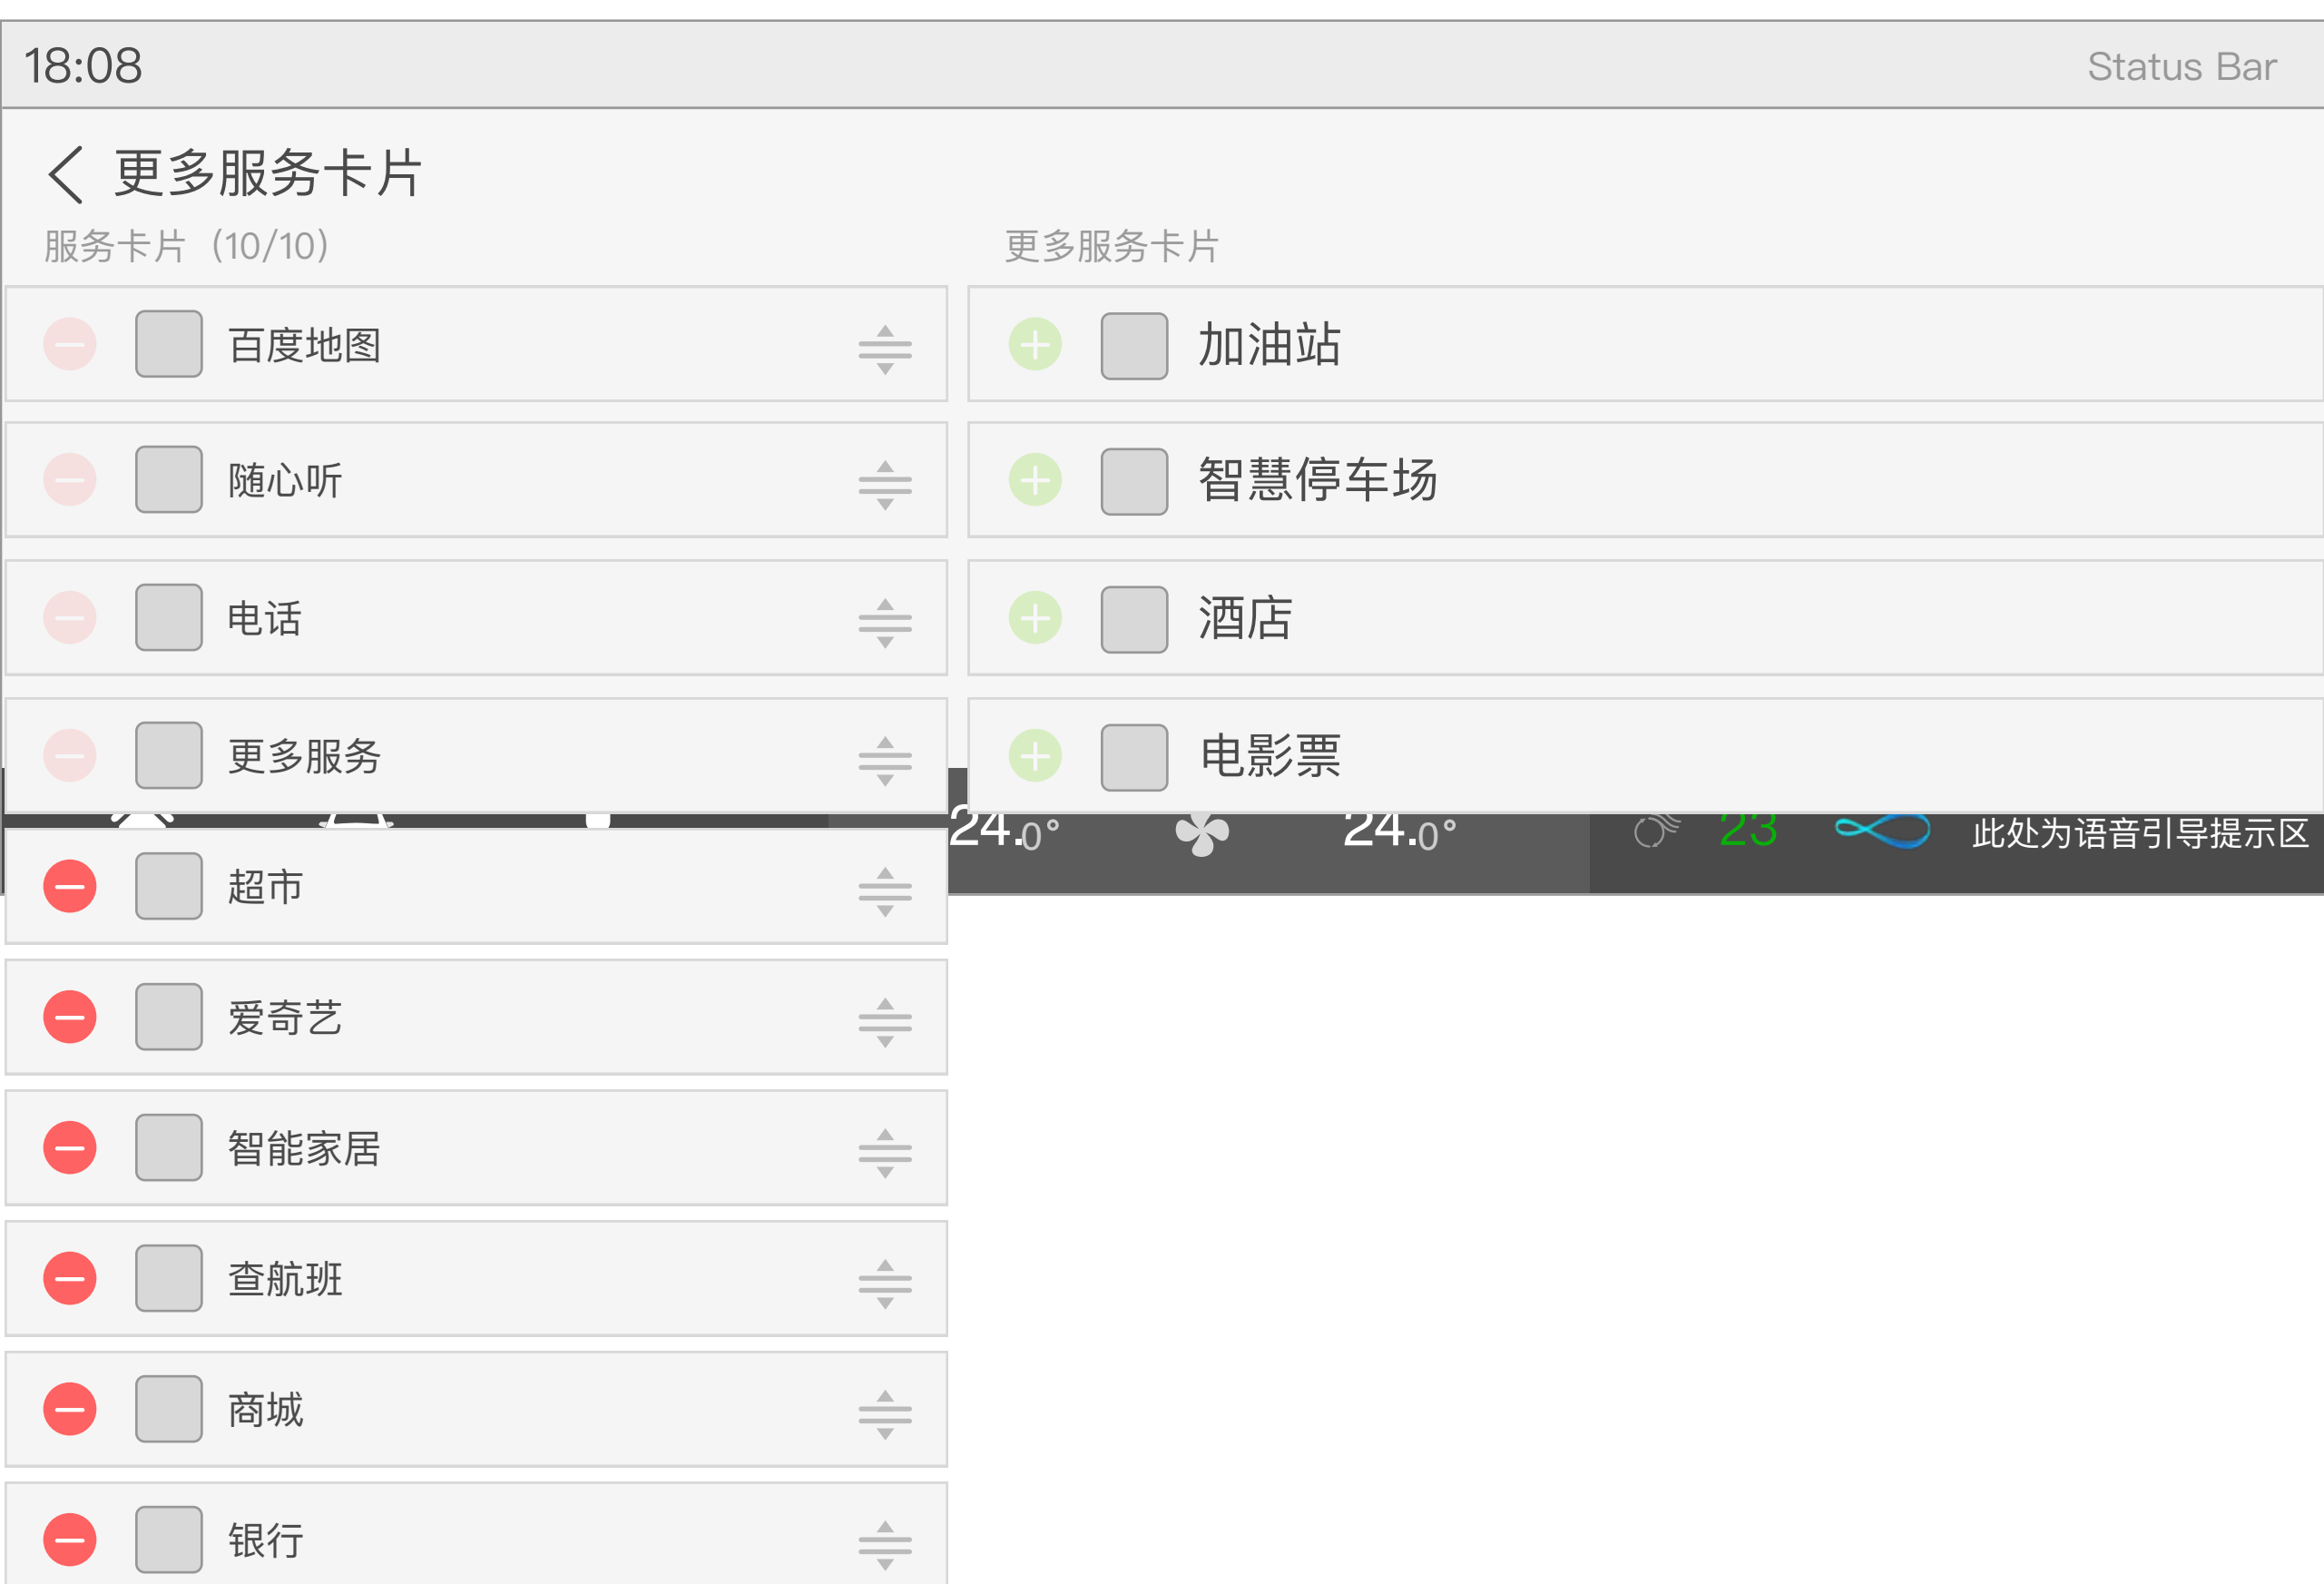 18:08
Status Bar
更多服务卡片
服务卡片（10/10）
更多服务卡片
百度地图
加油站
随心听
智慧停车场
电话
酒店
更多服务
电影票
24.0°
24.0°
23
此处为语音引导提示区
超市
爱奇艺
智能家居
查航班
商城
银行